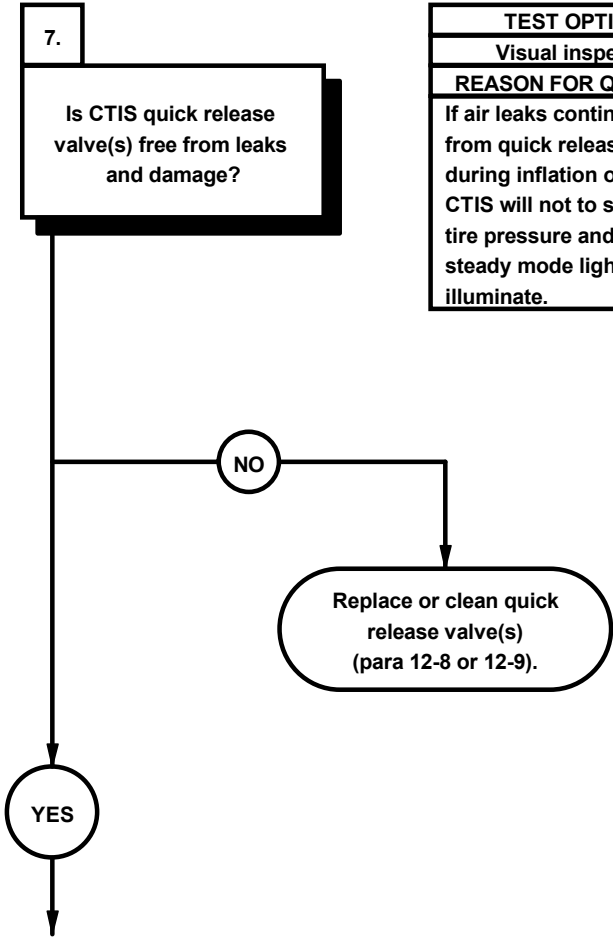 7.
Is CTIS quick release
valve(s) free from leaks
and damage?
TEST OPTI
Visual inspe
REASON FOR Q
If air leaks contin
from quick releas
during inflation o
CTIS will not to s
tire pressure and
steady mode ligh
illuminate.
NO
Replace or clean quick
release valve(s)
(para 12-8 or 12-9).
YES